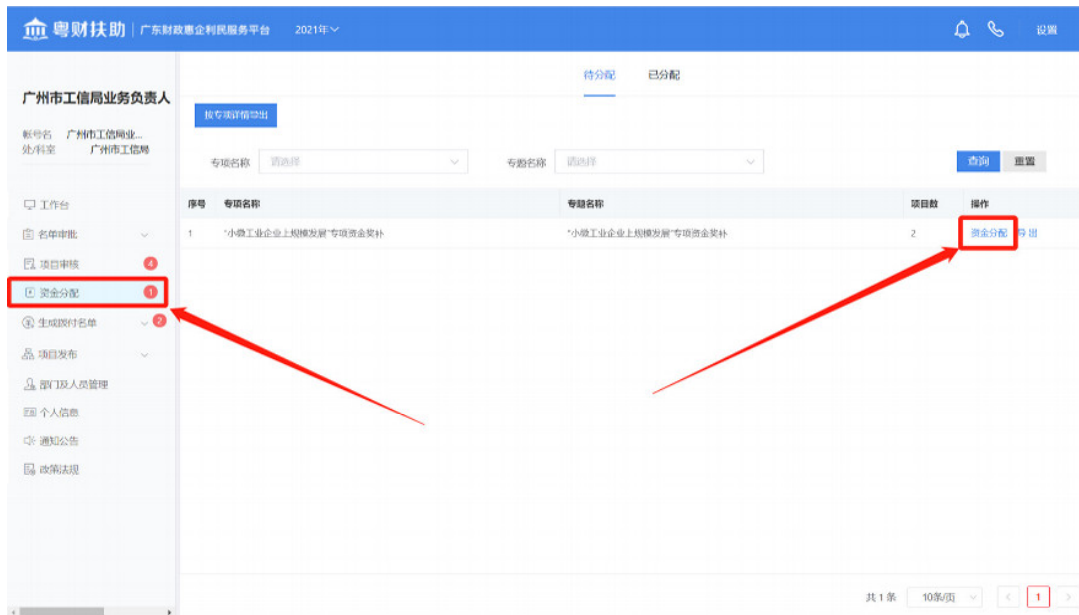 粤财扶助 广东财政惠企利民服务平台 2021年
设置
广州市工信局业务负责人
帐号名 广州市工信局业...
处/科室 广州市工信局
工作台
名单审批
项目审核 4
资金分配 1
生成拨付名单 2
项目发布
部门及人员管理
个人信息
通知公告
政策法规
待分配 已分配
按专项详情导出
专项名称 请选择 专题名称 请选择 查询 重置
序号 专项名称 专题名称 项目数 操作
1 "小微工业企业上规模发展"专项资金奖补 "小微工业企业上规模发展"专项资金奖补 2 资金分配 导出
共1条 10条/页 1